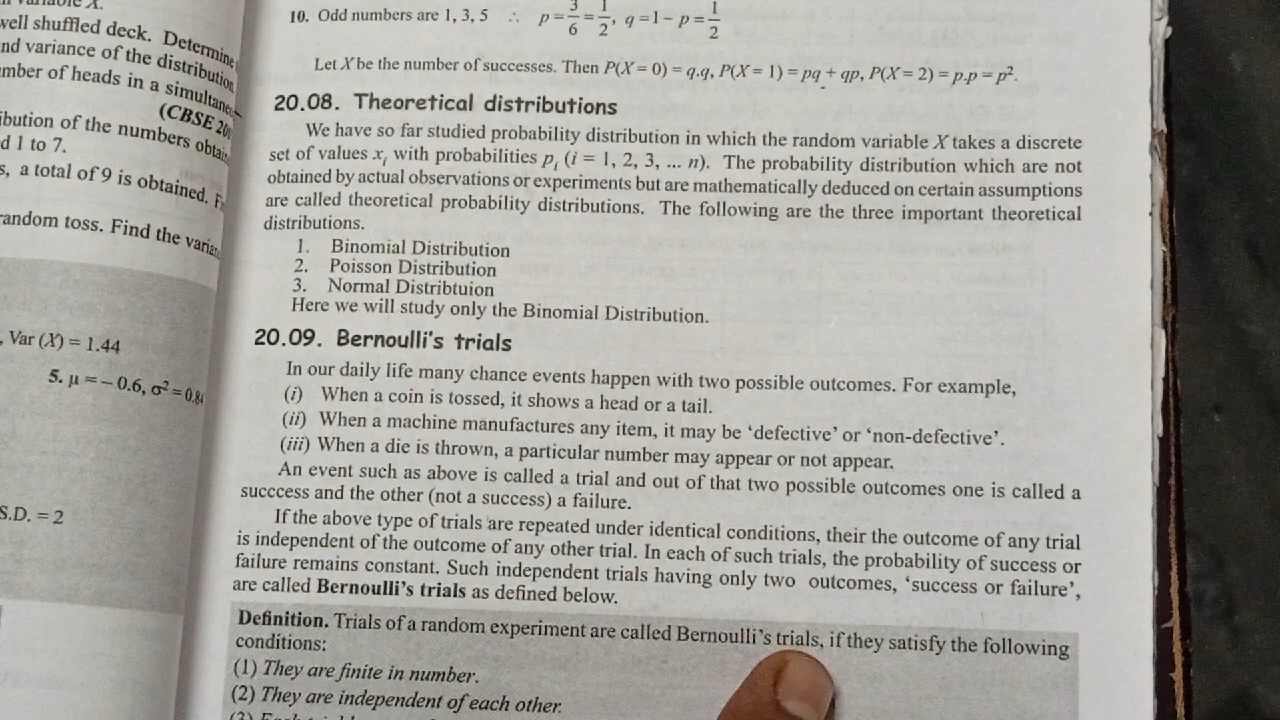 well shuffled deck. Determine
nd variance of the distribution
mber of heads in a simultane
(CBSE 20
ibution of the numbers obtain
d 1 to 7.
s, a total of 9 is obtained.
random toss. Find the varian
, Var (X) = 1.44
5. μ = – 0.6, σ² = 0.84
S.D. = 2
10. Odd numbers are 1, 3, 5 ∴ p = 3/6 = 1/2, q = 1 – p = 1/2
Let X be the number of successes. Then P(X = 0) = q.q, P(X = 1) = pq + qp, P(X = 2) = p.p = p².
20.08. Theoretical distributions
We have so far studied probability distribution in which the random variable X takes a discrete
set of values xᵢ with probabilities pᵢ (i = 1, 2, 3, ... n). The probability distribution which are not
obtained by actual observations or experiments but are mathematically deduced on certain assumptions
are called theoretical probability distributions. The following are the three important theoretical
distributions.
1. Binomial Distribution
2. Poisson Distribution
3. Normal Distribtuion
Here we will study only the Binomial Distribution.
20.09. Bernoulli's trials
In our daily life many chance events happen with two possible outcomes. For example,
(i) When a coin is tossed, it shows a head or a tail.
(ii) When a machine manufactures any item, it may be 'defective' or 'non-defective'.
(iii) When a die is thrown, a particular number may appear or not appear.
An event such as above is called a trial and out of that two possible outcomes one is called a
succcess and the other (not a success) a failure.
If the above type of trials are repeated under identical conditions, their the outcome of any trial
is independent of the outcome of any other trial. In each of such trials, the probability of success or
failure remains constant. Such independent trials having only two outcomes, 'success or failure',
are called Bernoulli's trials as defined below.
Definition. Trials of a random experiment are called Bernoulli's trials, if they satisfy the following
conditions:
(1) They are finite in number.
(2) They are independent of each other.